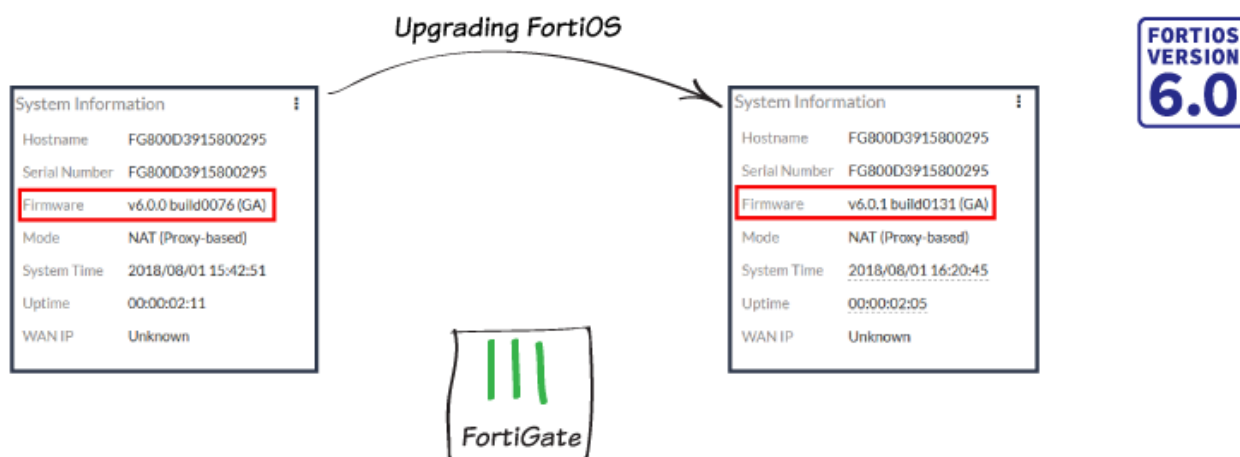 Upgrading FortiOS
FORTIOS
VERSION
6.0
System Information
Hostname FG800D3915800295
Serial Number FG800D3915800295
Firmware v6.0.0 build0076 (GA)
Mode NAT (Proxy-based)
System Time 2018/08/01 15:42:51
Uptime 00:00:02:11
WAN IP Unknown
System Information
Hostname FG800D3915800295
Serial Number FG800D3915800295
Firmware v6.0.1 build0131 (GA)
Mode NAT (Proxy-based)
System Time 2018/08/01 16:20:45
Uptime 00:00:02:05
WAN IP Unknown
FortiGate